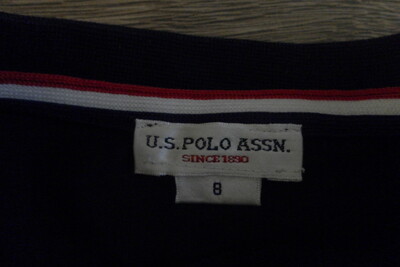 U.S. POLO ASSN.
SINCE 1890
8